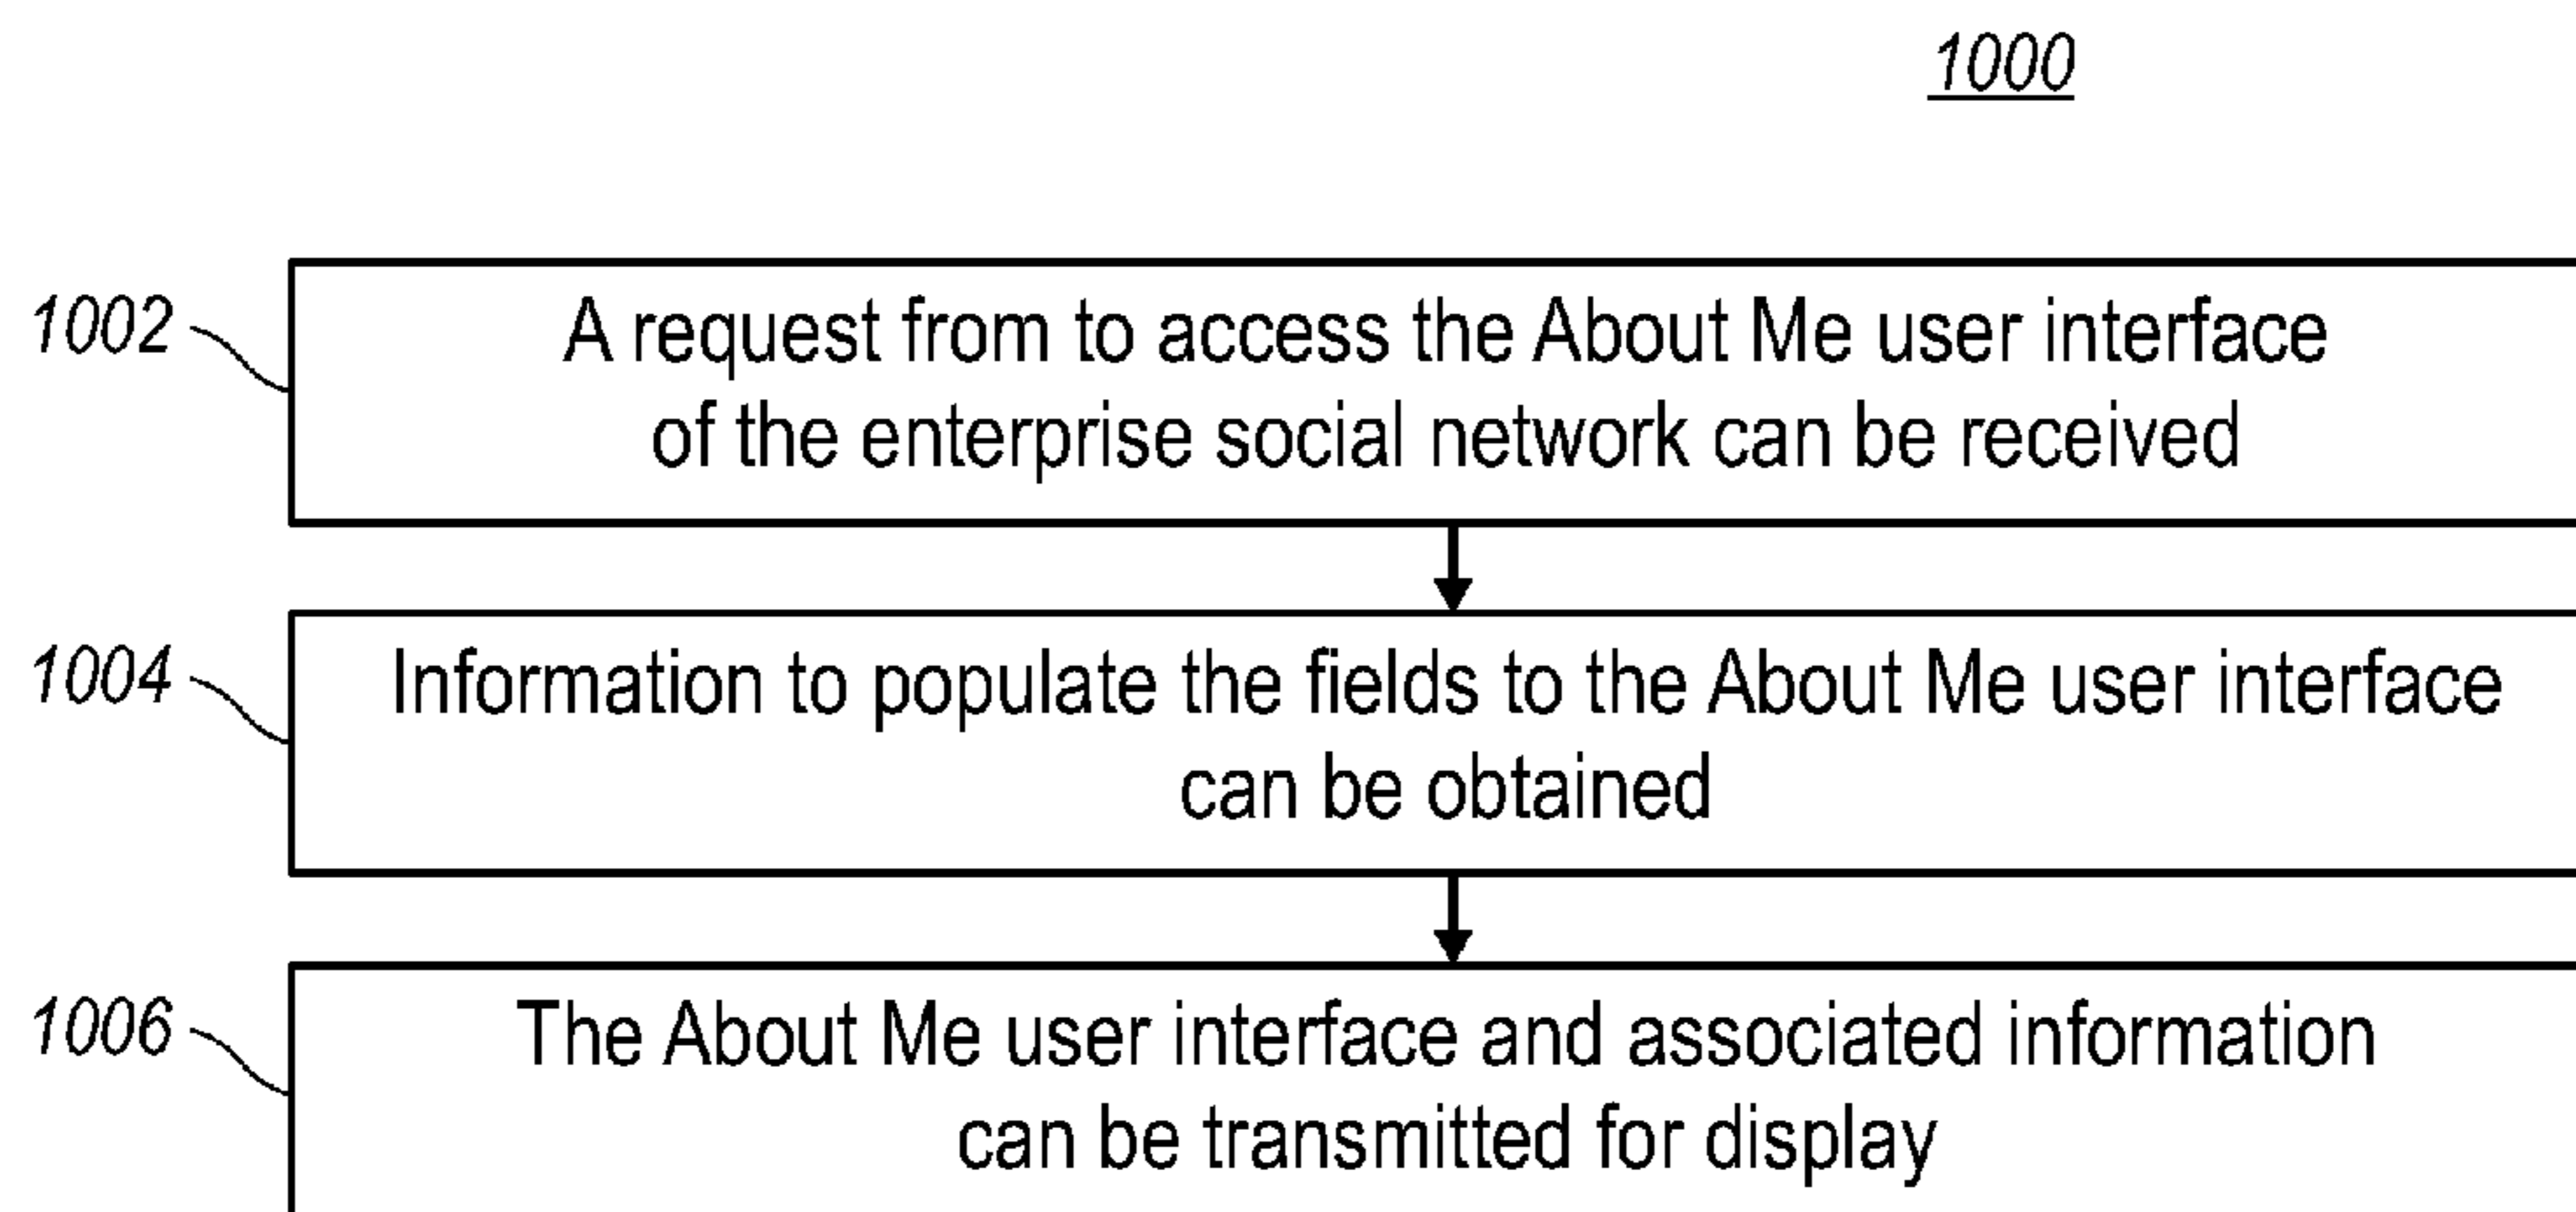 1000
1002
A request from to access the About Me user interface
of the enterprise social network can be received
1004
Information to populate the fields to the About Me user interface
can be obtained
1006
The About Me user interface and associated information
can be transmitted for display